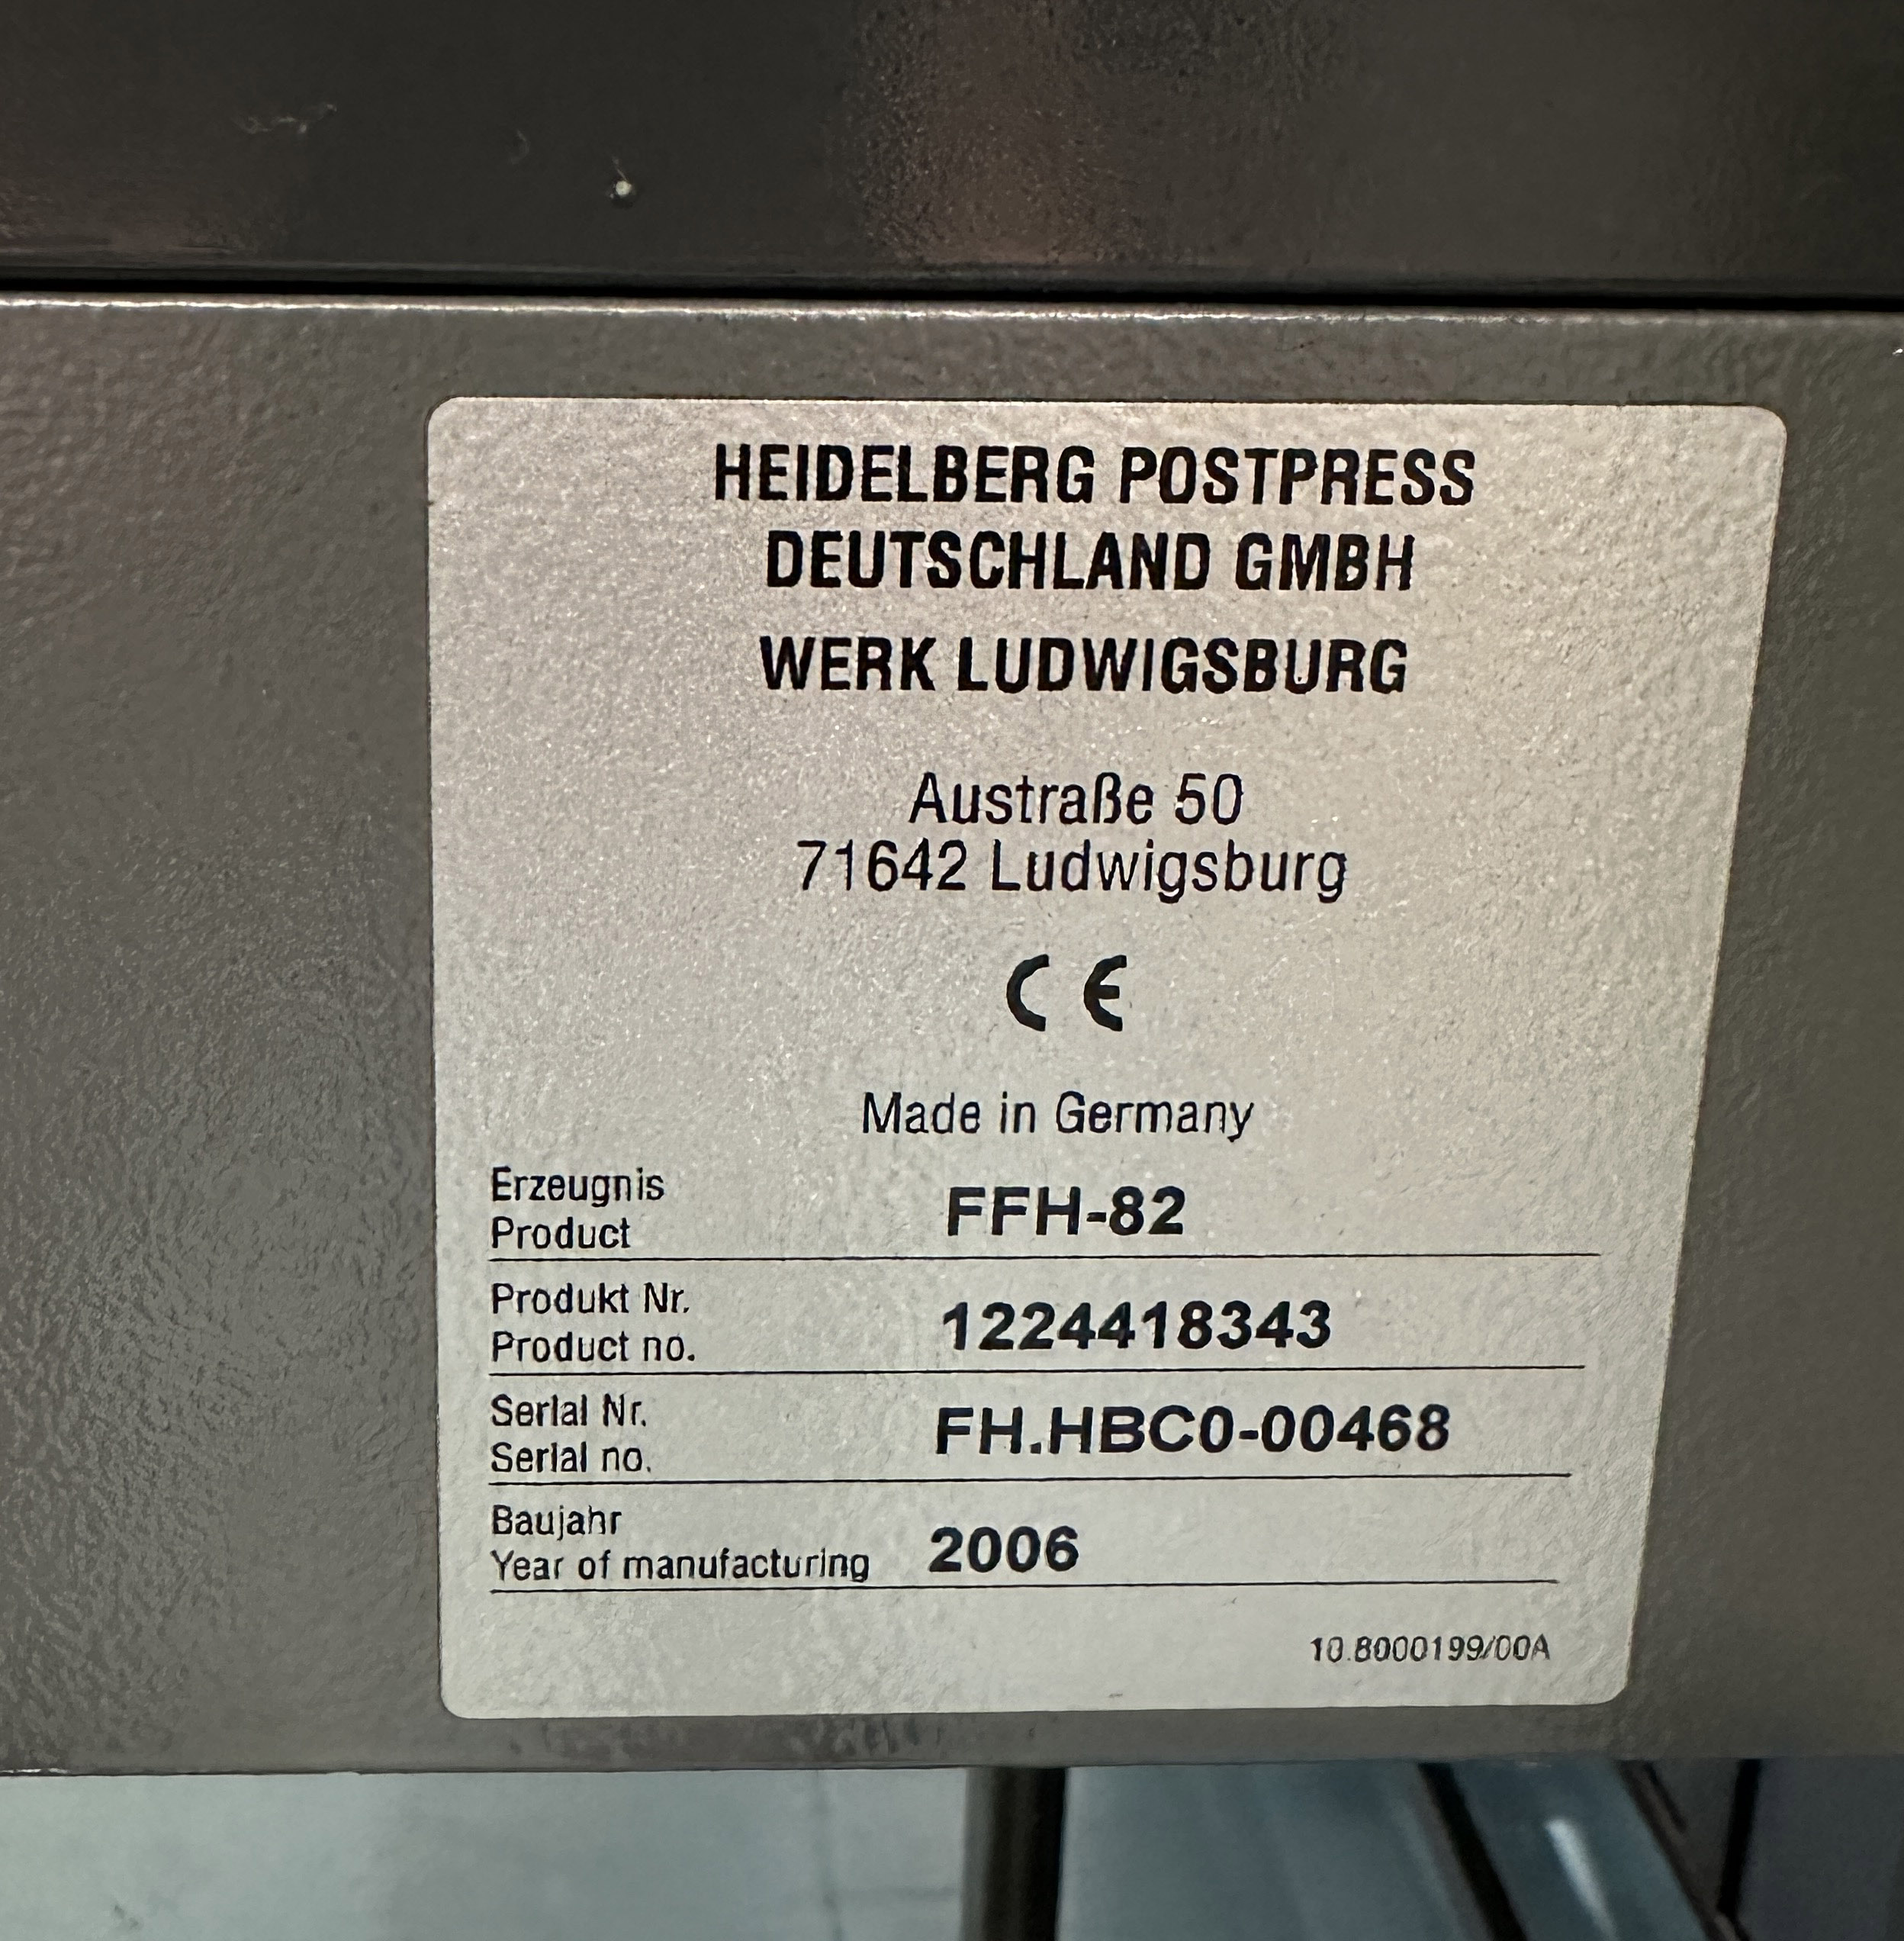 HEIDELBERG POSTPRESS
DEUTSCHLAND GMBH
WERK LUDWIGSBURG
Austraße 50
71642 Ludwigsburg
CE
Made in Germany
Erzeugnis
Product FFH-82
Produkt Nr.
Product no. 1224418343
Serial Nr.
Serial no. FH.HBC0-00468
Baujahr
Year of manufacturing 2006
10.8000199/00A